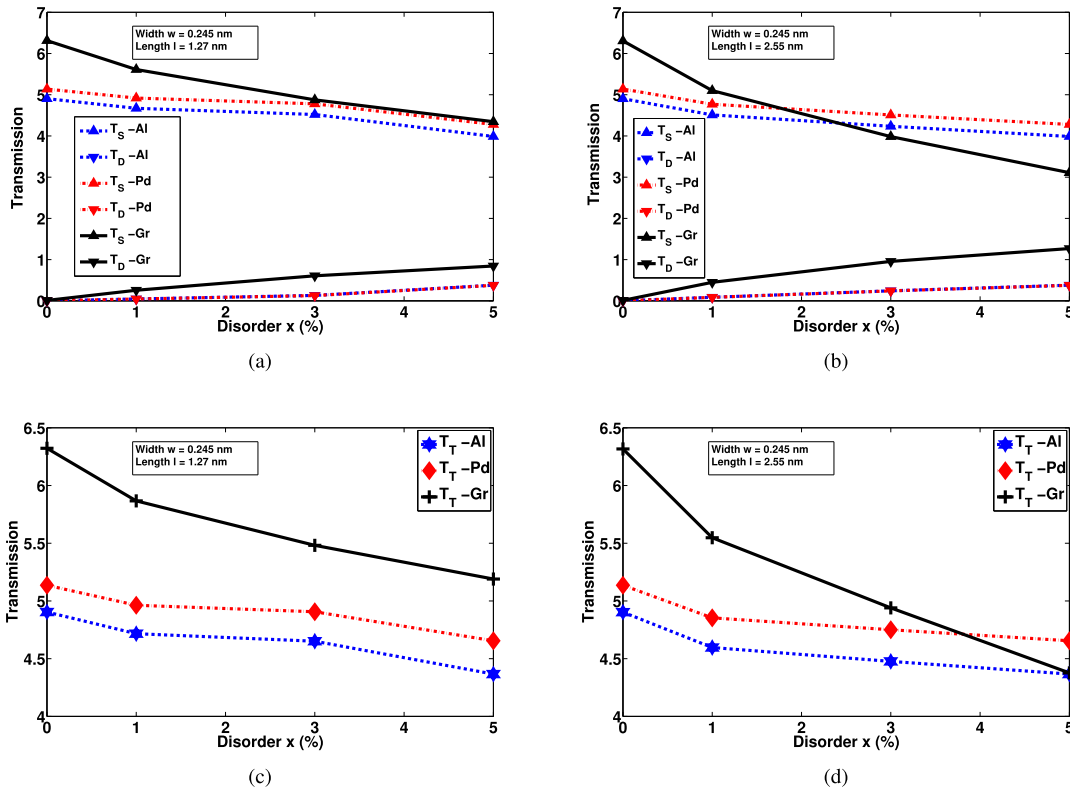 7
6
5
4
3
2
1
0
Transmission
Width w = 0.245 nm
Length l = 1.27 nm
T_S −Al
T_D −Al
T_S −Pd
T_D −Pd
T_S −Gr
T_D −Gr
0 1 2 3 4 5
Disorder x (%)
(a)
7
6
5
4
3
2
1
0
Transmission
Width w = 0.245 nm
Length l = 2.55 nm
T_S −Al
T_D −Al
T_S −Pd
T_D −Pd
T_S −Gr
T_D −Gr
0 1 2 3 4 5
Disorder x (%)
(b)
6.5
6
5.5
5
4.5
4
Transmission
Width w = 0.245 nm
Length l = 1.27 nm
T_T −Al
T_T −Pd
T_T −Gr
0 1 2 3 4 5
Disorder x (%)
(c)
6.5
6
5.5
5
4.5
4
Transmission
Width w = 0.245 nm
Length l = 2.55 nm
T_T −Al
T_T −Pd
T_T −Gr
0 1 2 3 4 5
Disorder x (%)
(d)